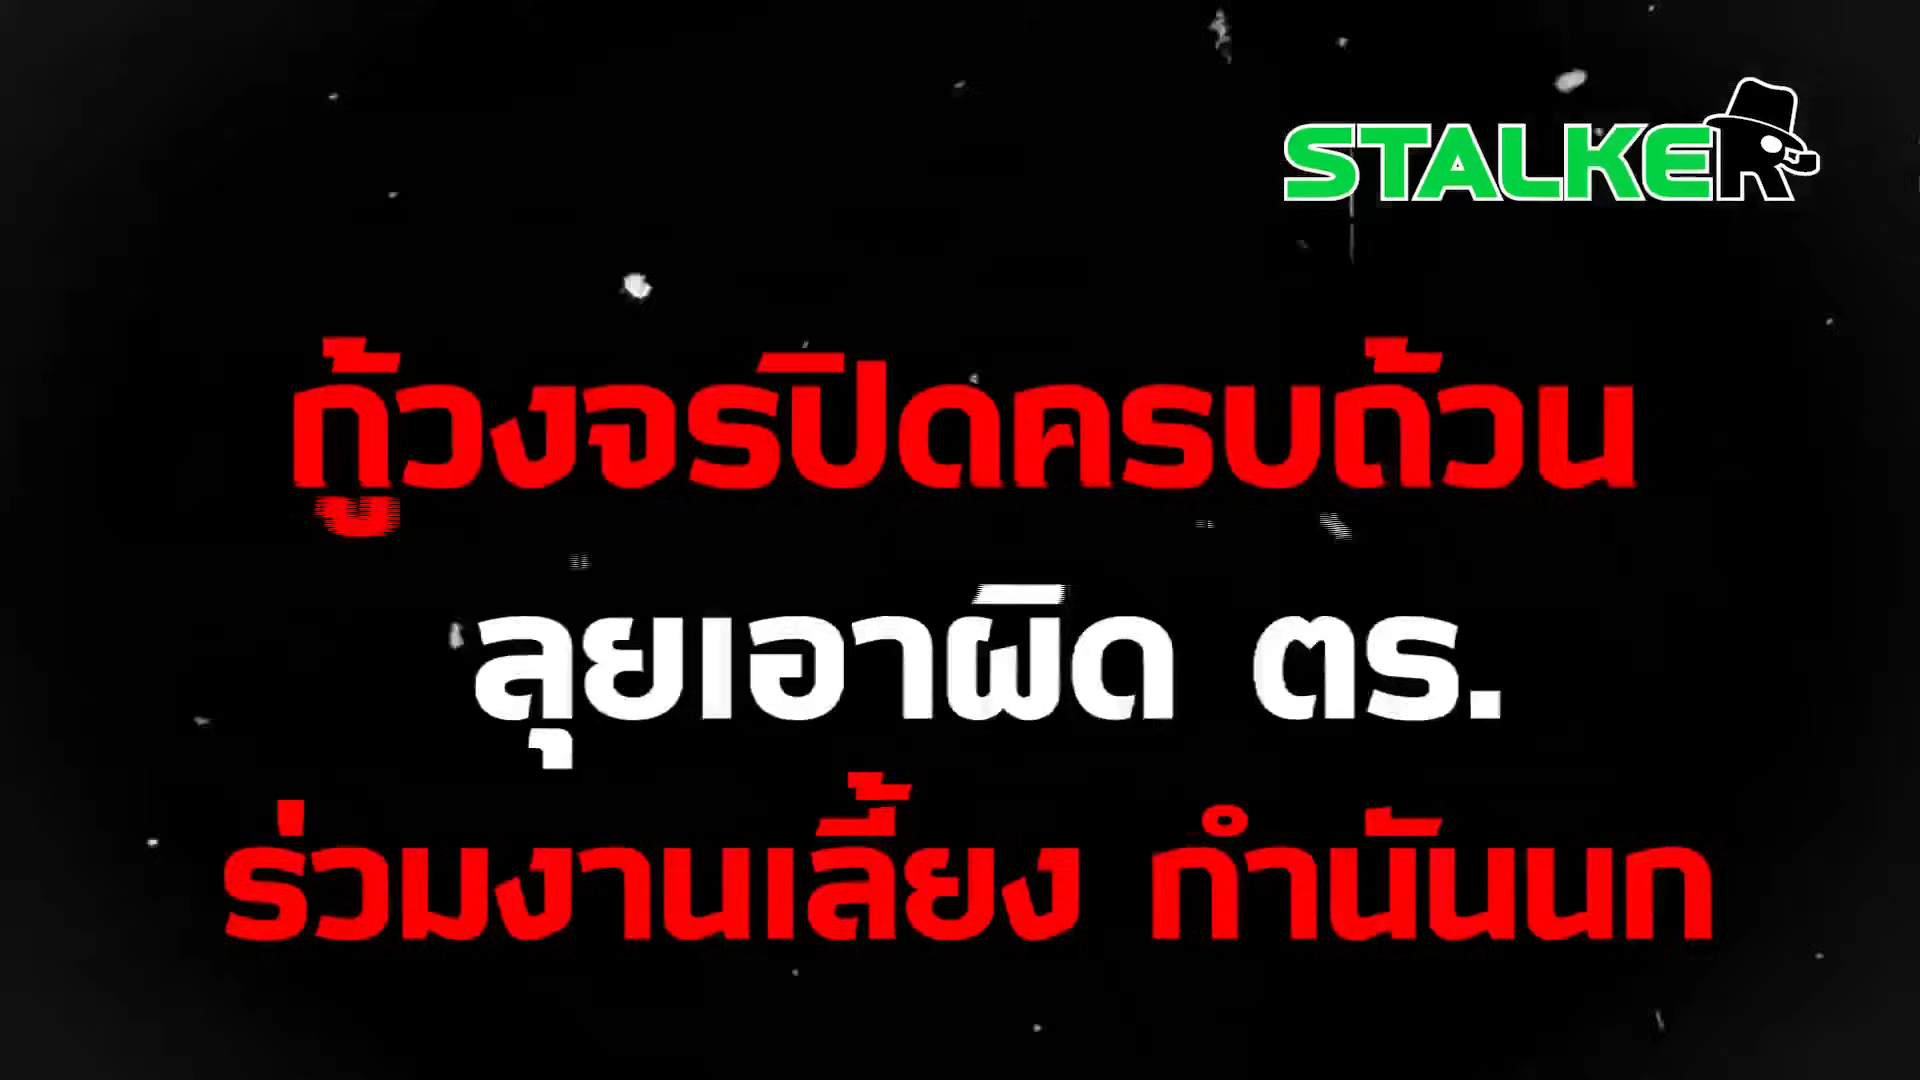 STALKER
กู้วงจรปิดครบถ้วน
ลุยเอาผิด ตร.
ร่วมงานเลี้ยง กำนันนก